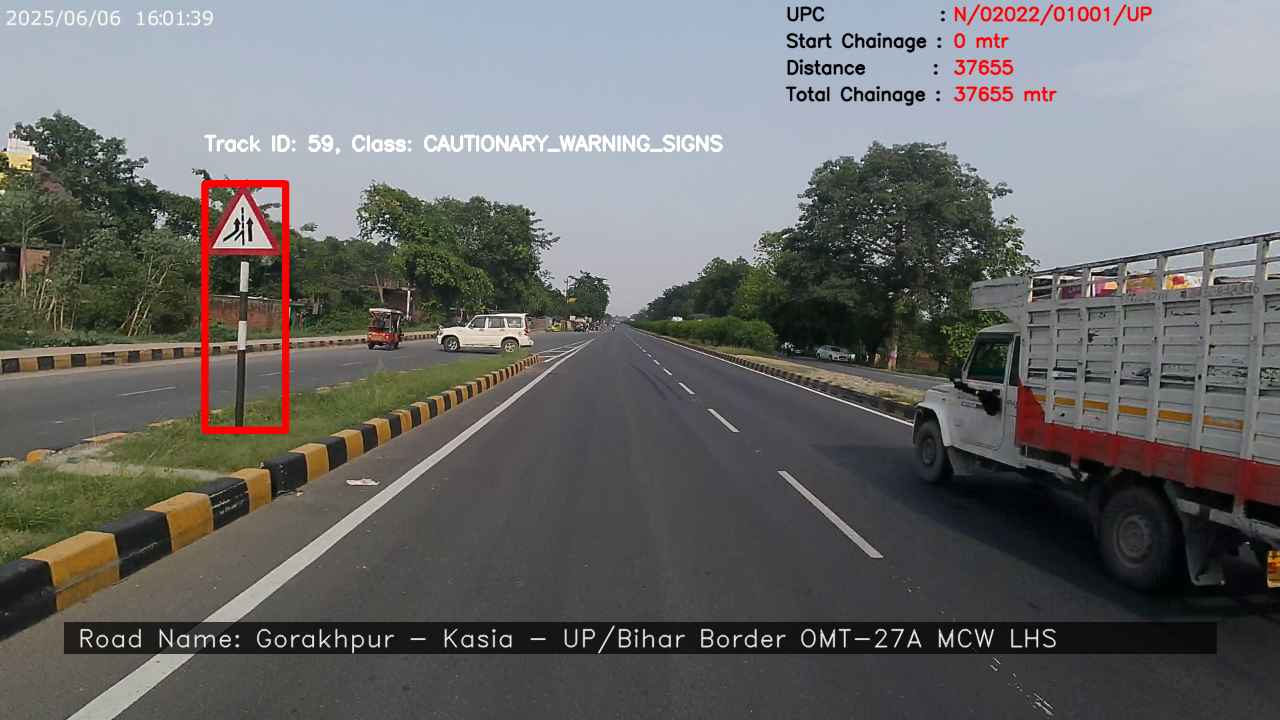 2025/06/06 16:01:39
UPC : N/02022/01001/UP
Start Chainage : 0 mtr
Distance : 37655
Total Chainage : 37655 mtr
Track ID: 59, Class: CAUTIONARY_WARNING_SIGNS
Road Name: Gorakhpur - Kasia - UP/Bihar Border OMT-27A MCW LHS